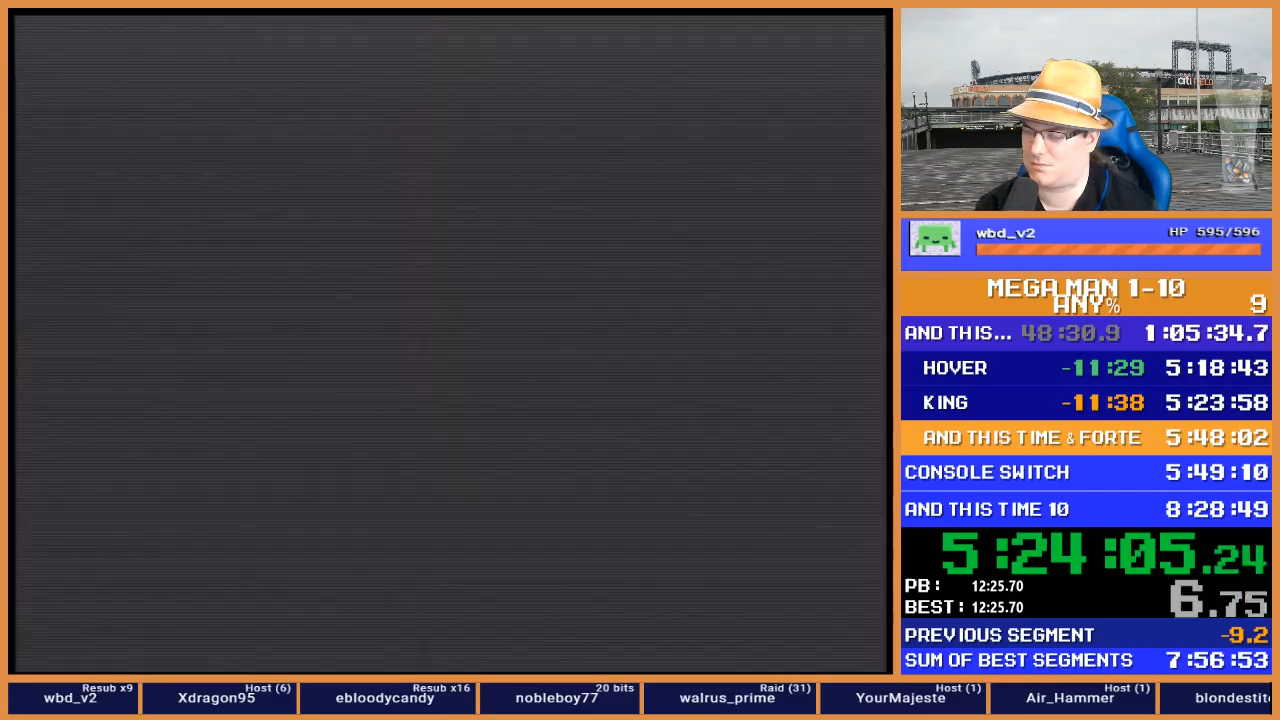 citi FIELD
wbd_v2 HP 595/596
MEGA MAN 1-10
ANY% 9
AND THIS... 48:30.9 1:05:34.7
HOVER -11:29 5:18:43
KING -11:38 5:23:58
AND THIS TIME & FORTE 5:48:02
CONSOLE SWITCH 5:49:10
AND THIS TIME 10 8:28:49
5:24:05.24
PB: 12:25.70
BEST: 12:25.70
6.75
PREVIOUS SEGMENT -9.2
SUM OF BEST SEGMENTS 7:56:53
Resub x9 Host (6) Resub x16 20 bits Raid (31) Host (1) Host (1)
wbd_v2 Xdragon95 ebloodycandy nobleboy77 walrus_prime YourMajeste Air_Hammer blondestit